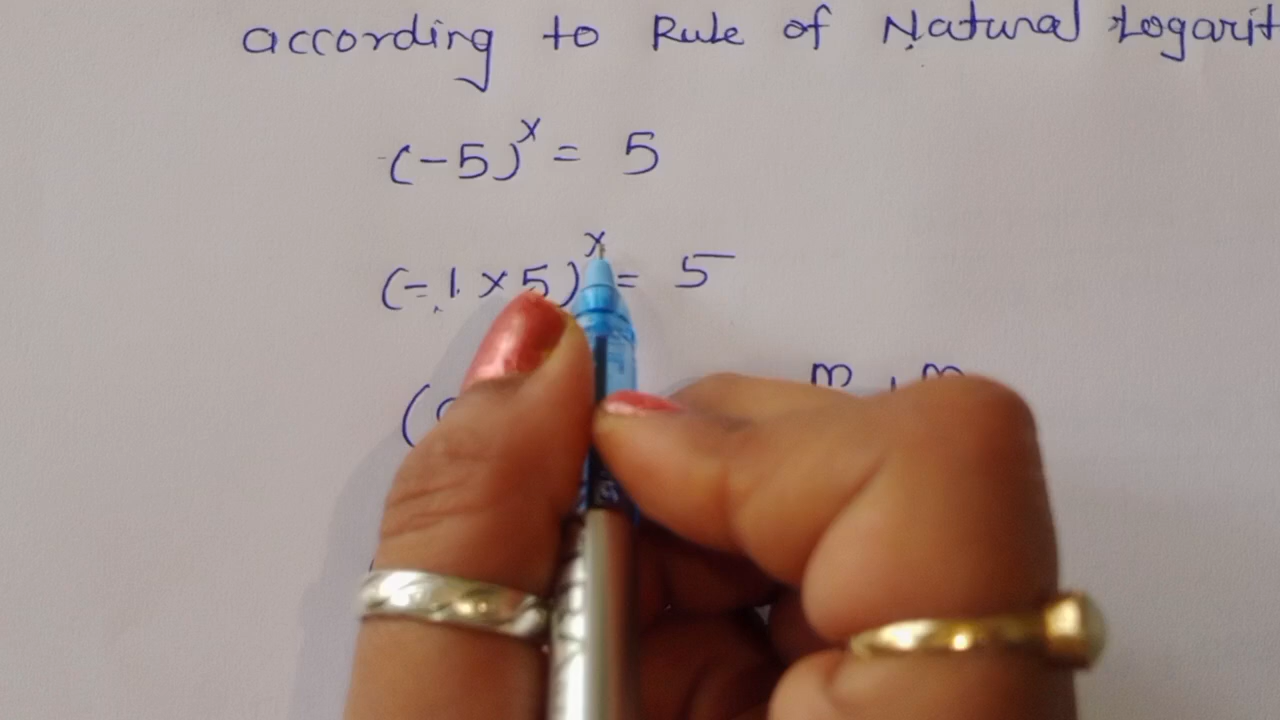 according to Rule of Natural Logarit
(-5)^x = 5
(-1 × 5)^x = 5
(